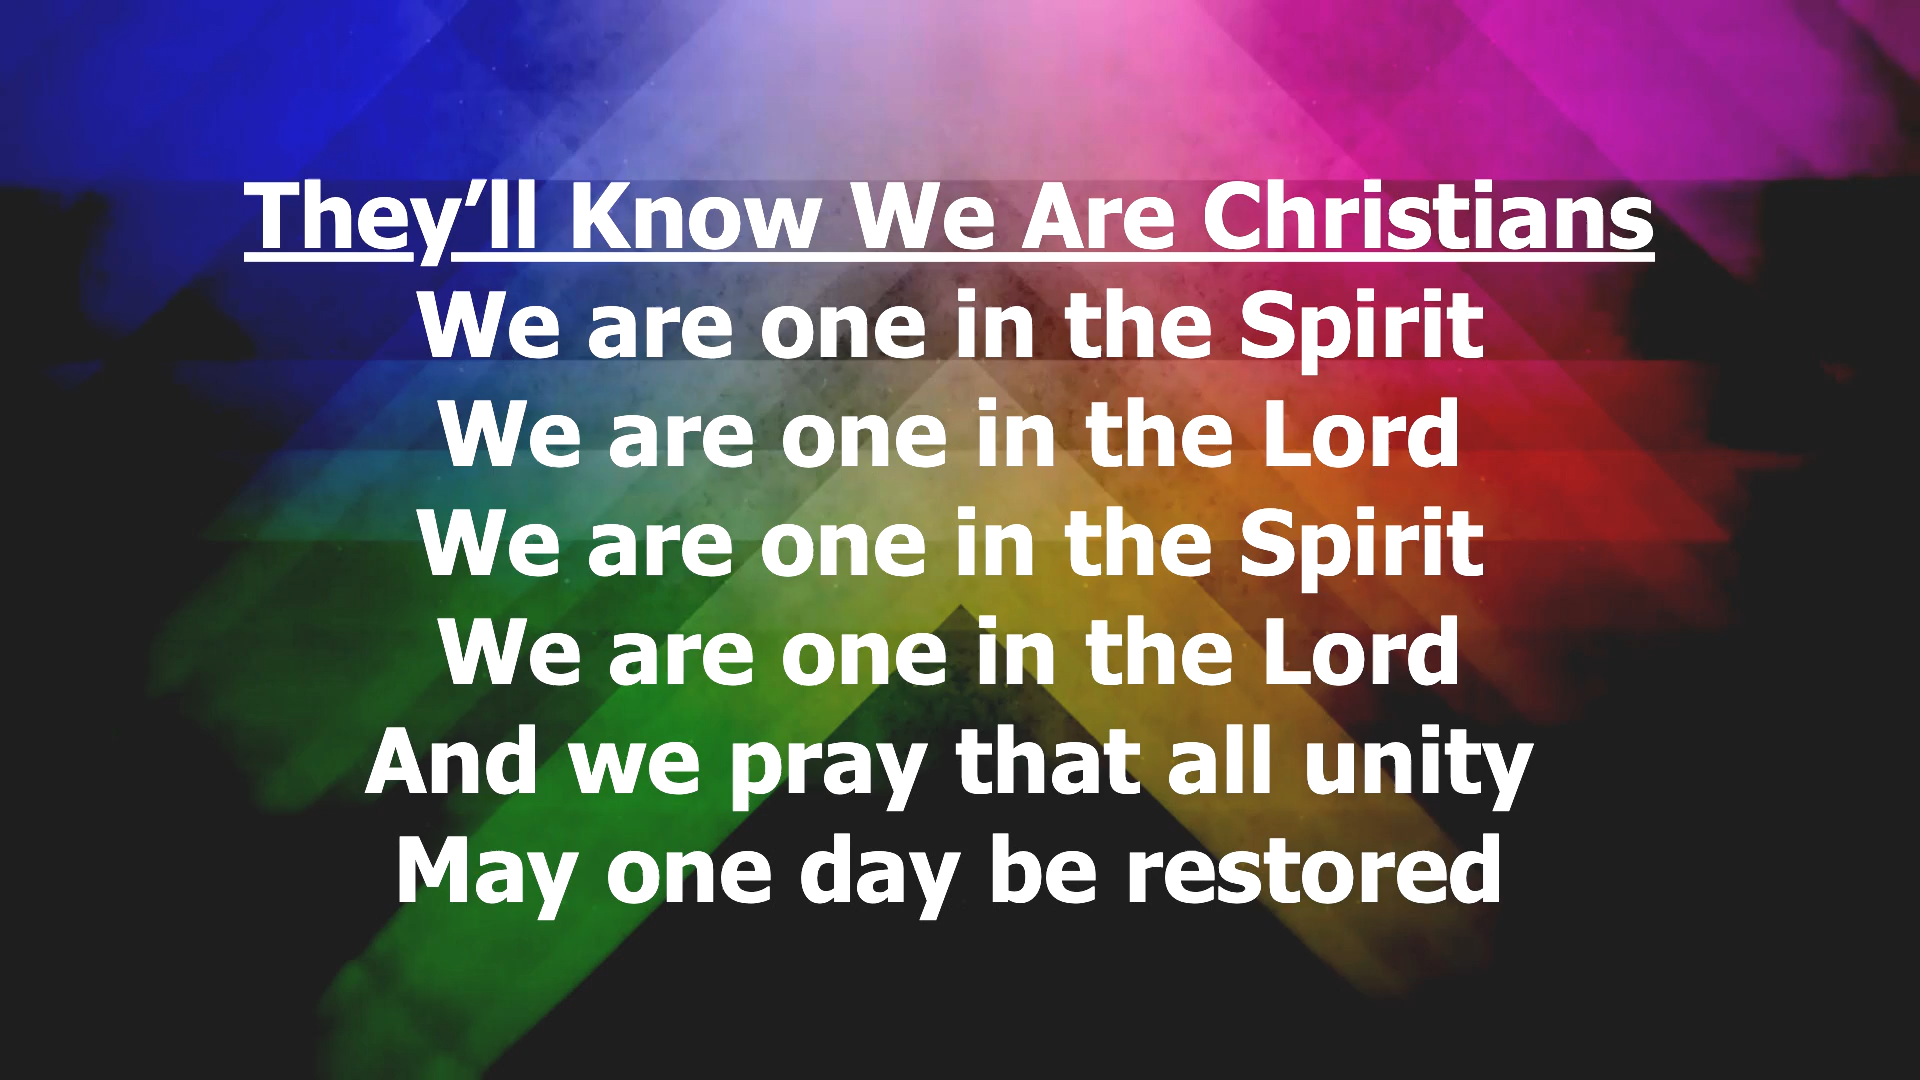 They’ll Know We Are Christians
We are one in the Spirit
We are one in the Lord
We are one in the Spirit
We are one in the Lord
And we pray that all unity
May one day be restored